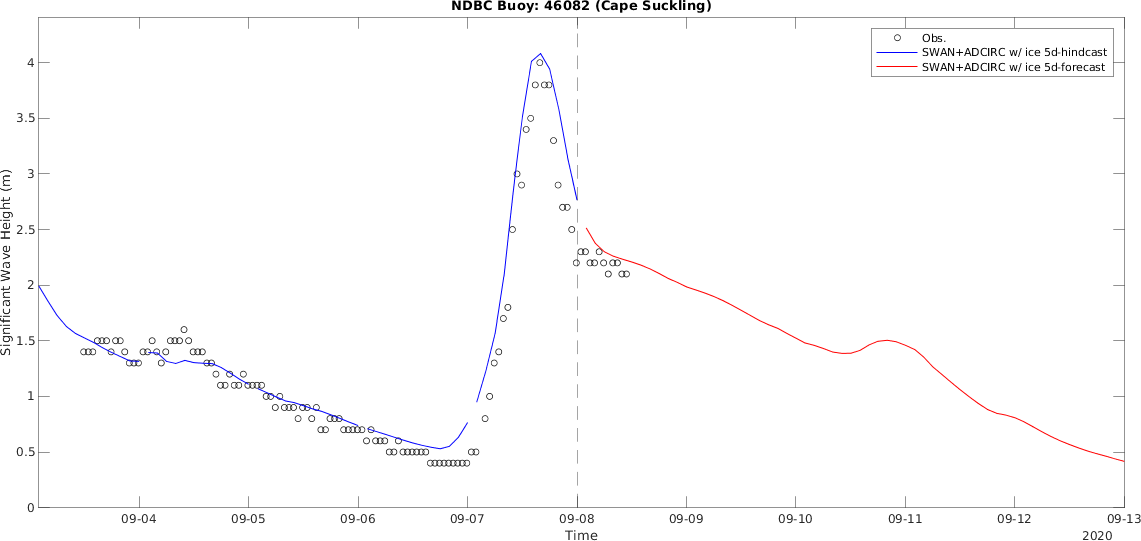 NDBC Buoy: 46082 (Cape Suckling)
Obs.
SWAN+ADCIRC w/ ice 5d-hindcast
SWAN+ADCIRC w/ ice 5d-forecast
Significant Wave Height (m)
4
3.5
3
2.5
2
1.5
1
0.5
0
09-04 09-05 09-06 09-07 09-08 09-09 09-10 09-11 09-12 09-13
Time
2020